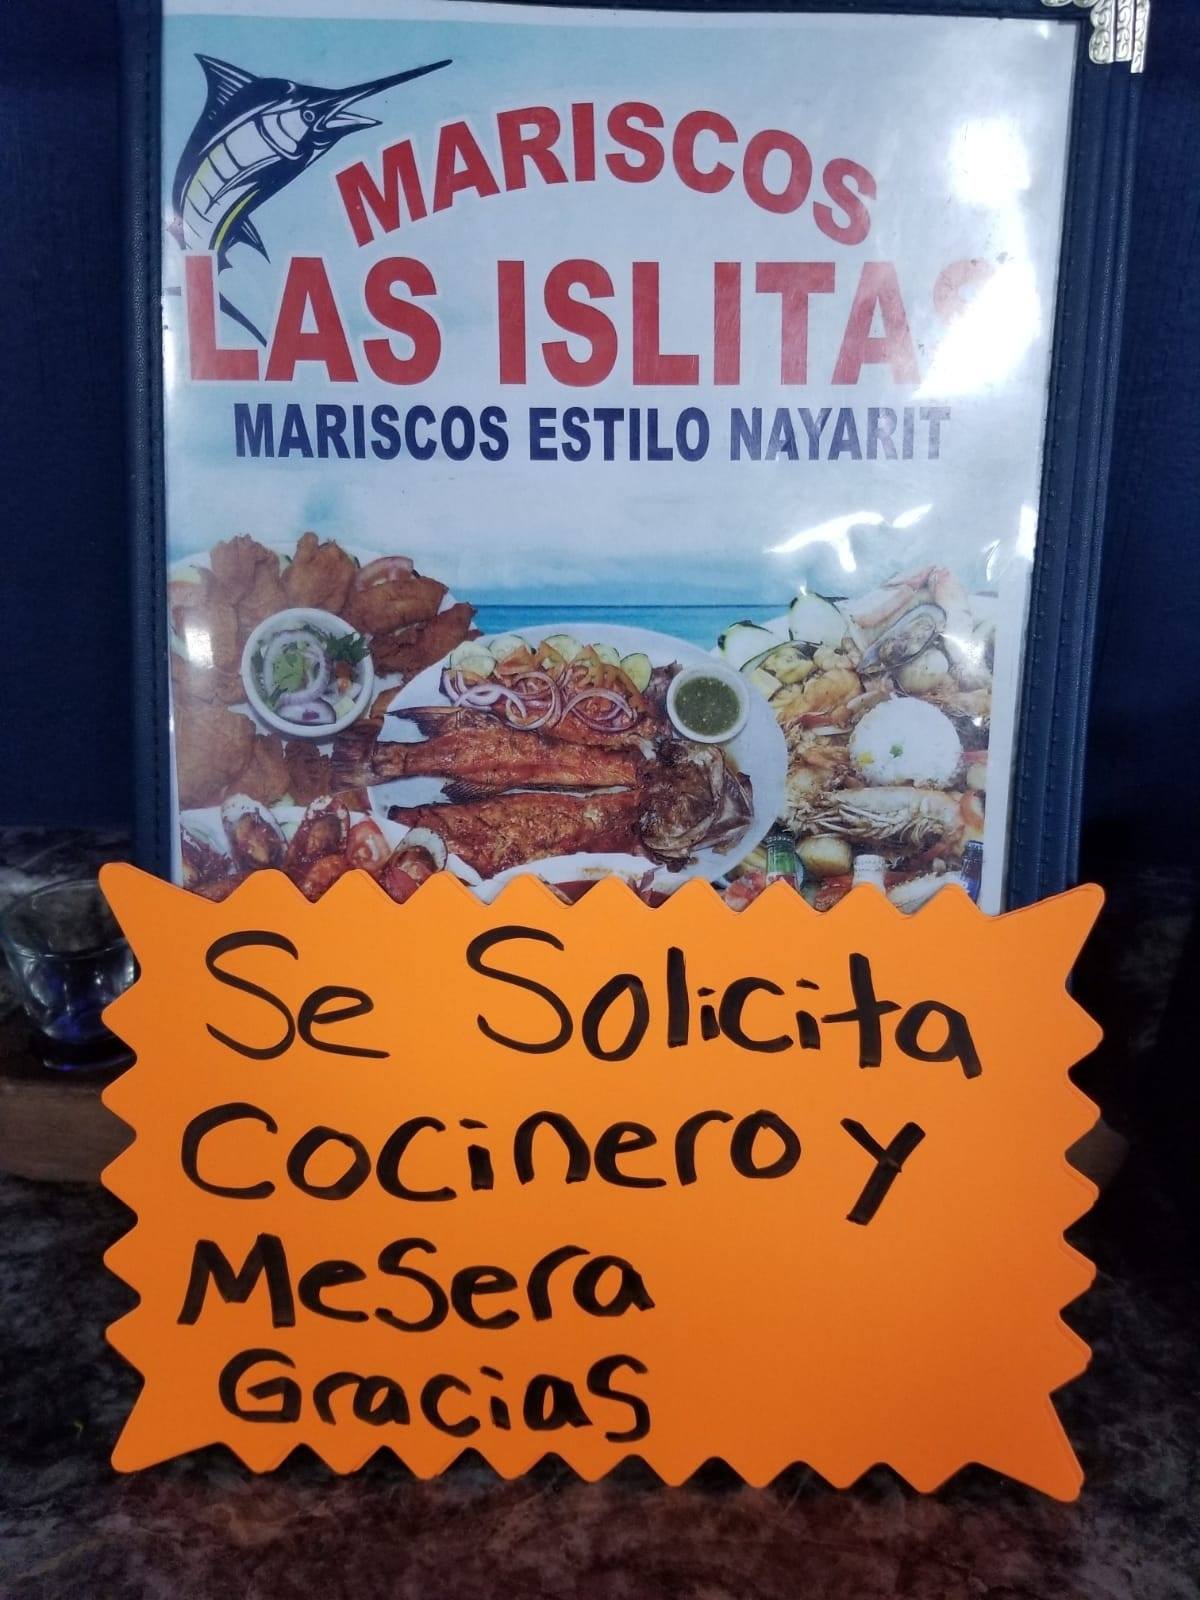 MARISCOS
LAS ISLITAS
MARISCOS ESTILO NAYARIT
Se Solicita
Cocinero y
Mesera
Gracias